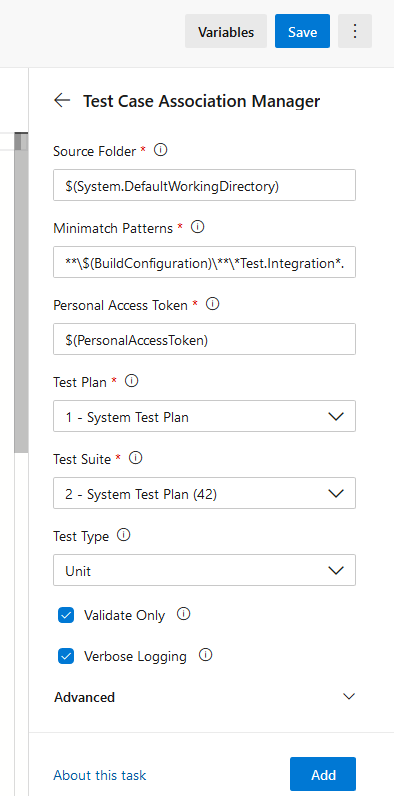 Variables
Save
Test Case Association Manager
Source Folder *
$(System.DefaultWorkingDirectory)
Minimatch Patterns *
**\$(BuildConfiguration)\**\*Test.Integration*.
Personal Access Token *
$(PersonalAccessToken)
Test Plan *
1 - System Test Plan
Test Suite *
2 - System Test Plan (42)
Test Type
Unit
Validate Only
Verbose Logging
Advanced
About this task
Add